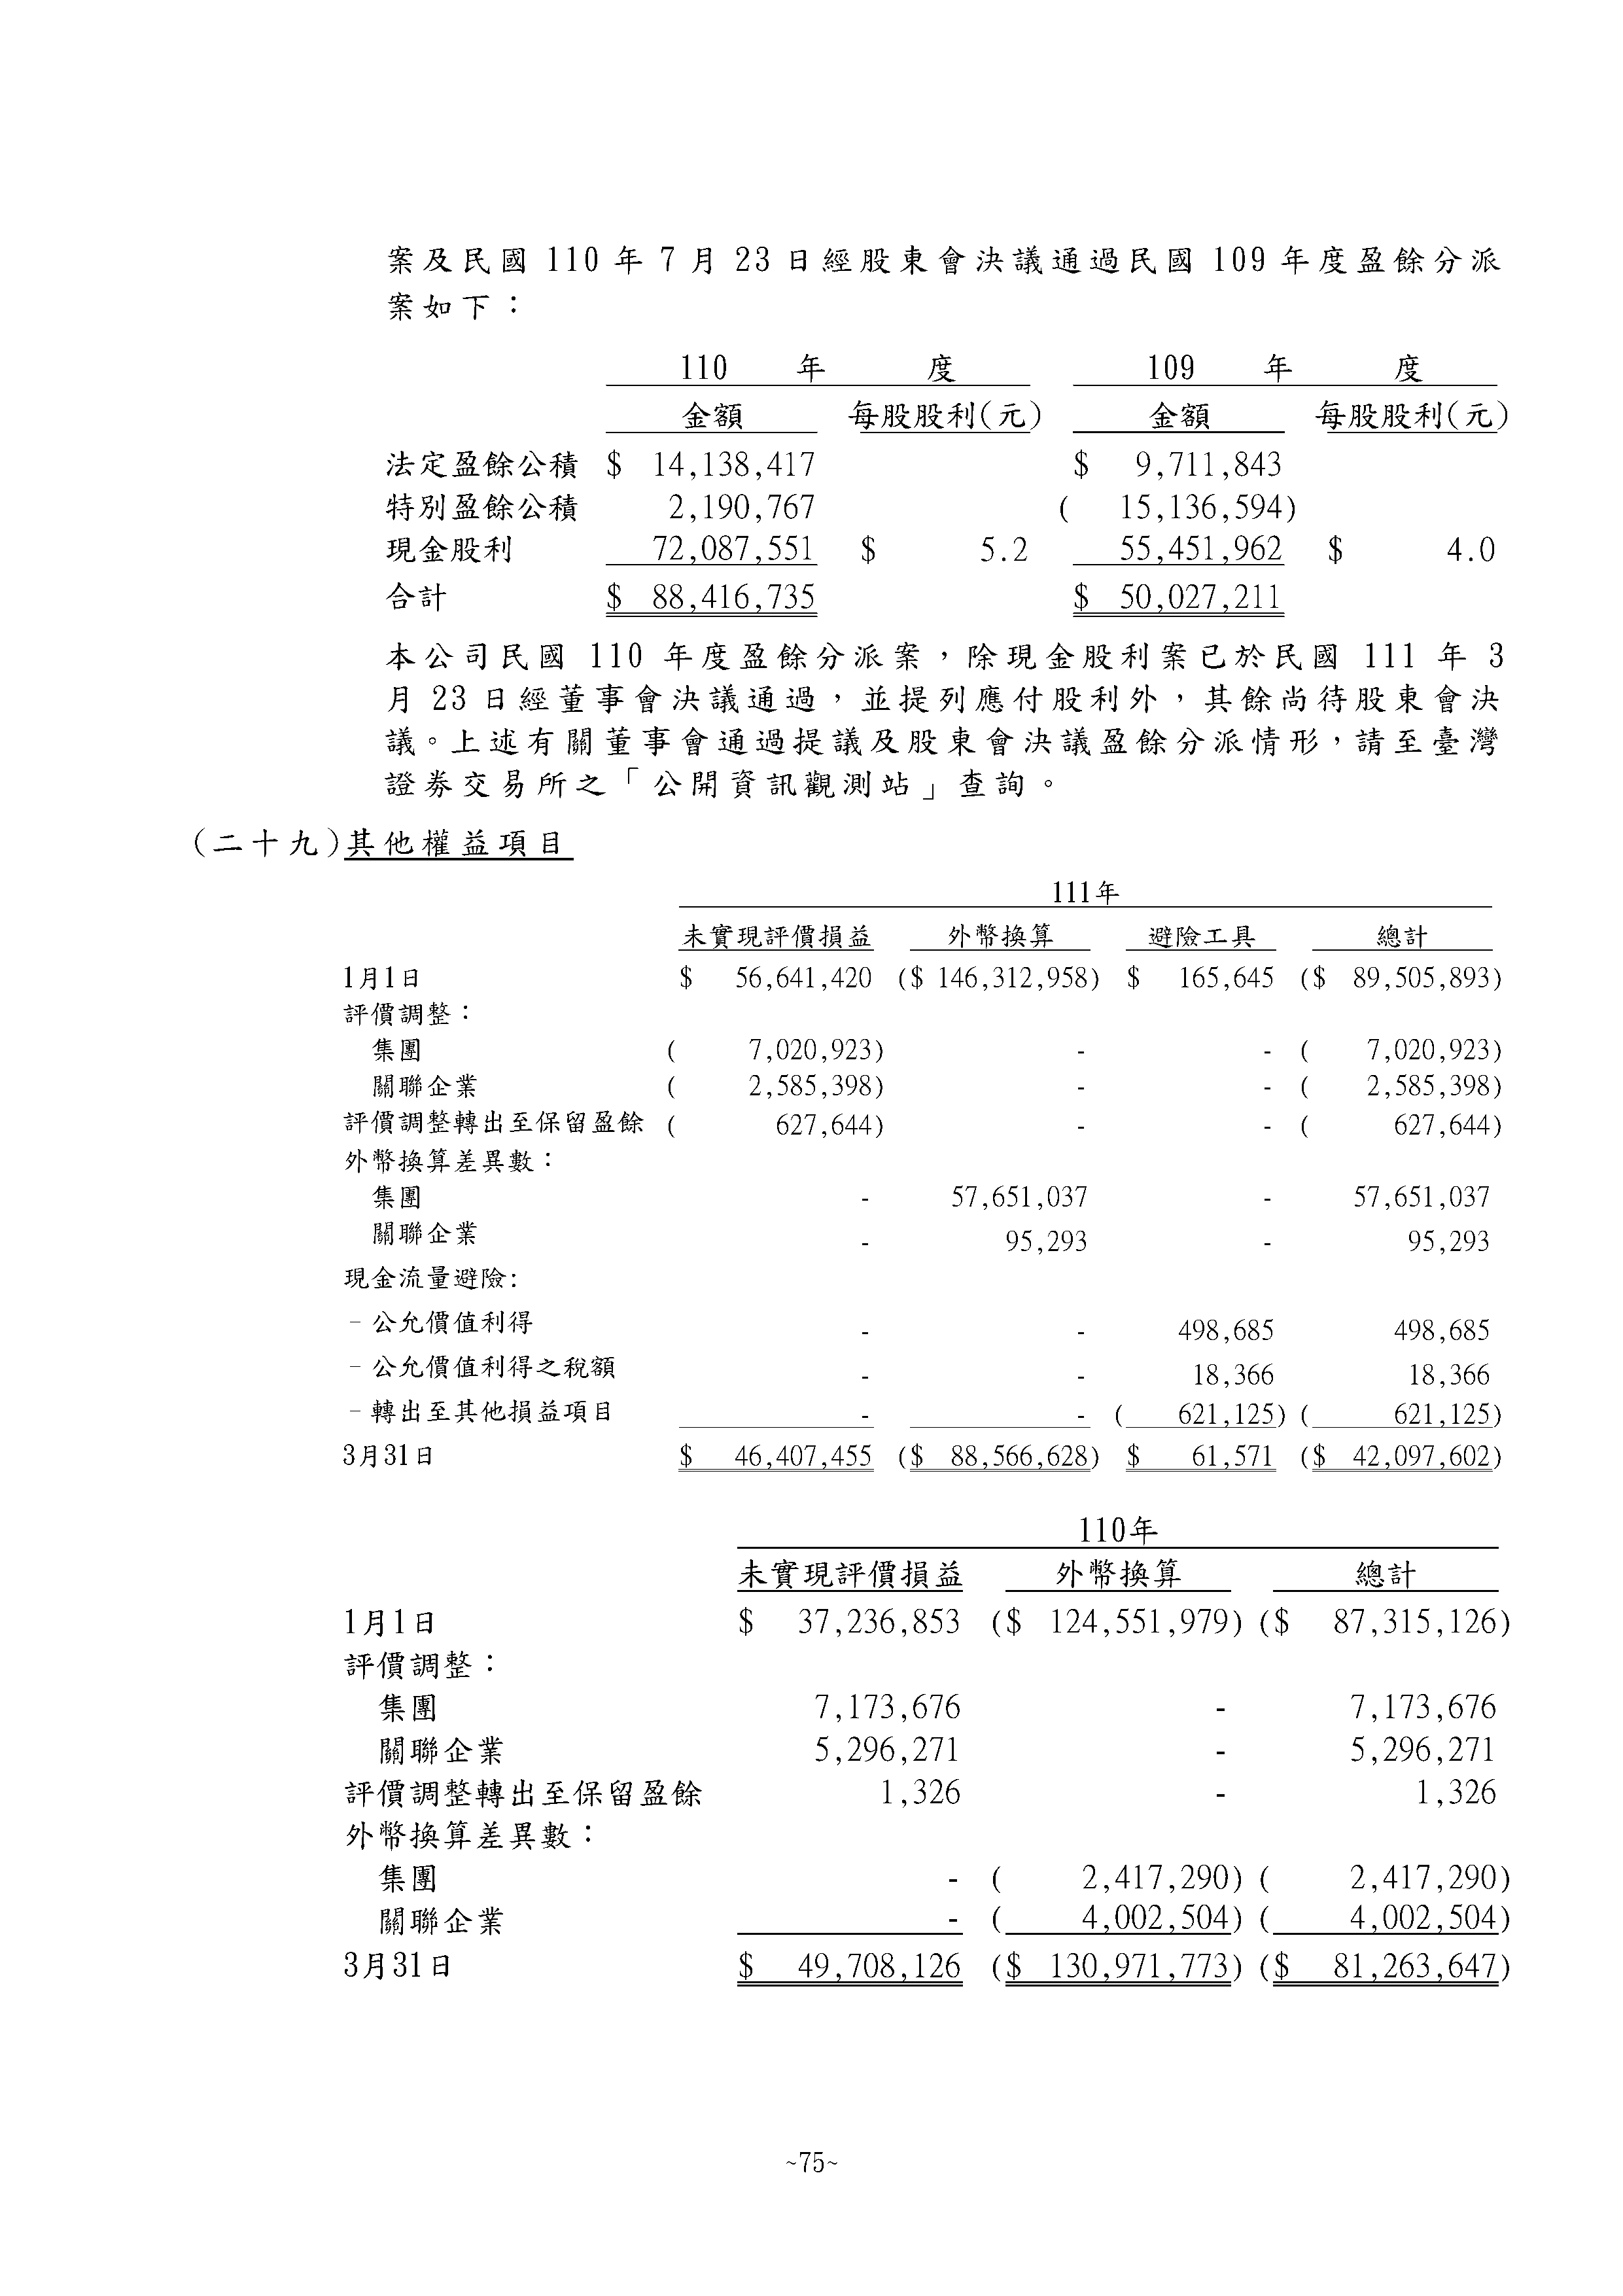 案及民國 110 年 7 月 23 日經股東會決議通過民國 109 年度盈餘分派
案如下：
110 年 度 109 年 度
金額 每股股利(元) 金額 每股股利(元)
法定盈餘公積 $ 14,138,417 $ 9,711,843
特別盈餘公積 2,190,767 ( 15,136,594)
現金股利 72,087,551 $ 5.2 55,451,962 $ 4.0
合計 $ 88,416,735 $ 50,027,211
本公司民國 110 年度盈餘分派案，除現金股利案已於民國 111 年 3
月 23 日經董事會決議通過，並提列應付股利外，其餘尚待股東會決
議。上述有關董事會通過提議及股東會決議盈餘分派情形，請至臺灣
證券交易所之「公開資訊觀測站」查詢。
(二十九)其他權益項目
111年
未實現評價損益 外幣換算 避險工具 總計
1月1日 $ 56,641,420 ($ 146,312,958) $ 165,645 ($ 89,505,893)
評價調整：
集團 ( 7,020,923) - - ( 7,020,923)
關聯企業 ( 2,585,398) - - ( 2,585,398)
評價調整轉出至保留盈餘 ( 627,644) - - ( 627,644)
外幣換算差異數：
集團 - 57,651,037 - 57,651,037
關聯企業 - 95,293 - 95,293
現金流量避險:
–公允價值利得 - - 498,685 498,685
–公允價值利得之稅額 - - 18,366 18,366
–轉出至其他損益項目 - - ( 621,125) ( 621,125)
3月31日 $ 46,407,455 ($ 88,566,628) $ 61,571 ($ 42,097,602)
110年
未實現評價損益 外幣換算 總計
1月1日 $ 37,236,853 ($ 124,551,979) ($ 87,315,126)
評價調整：
集團 7,173,676 - 7,173,676
關聯企業 5,296,271 - 5,296,271
評價調整轉出至保留盈餘 1,326 - 1,326
外幣換算差異數：
集團 - ( 2,417,290) ( 2,417,290)
關聯企業 - ( 4,002,504) ( 4,002,504)
3月31日 $ 49,708,126 ($ 130,971,773) ($ 81,263,647)
~75~